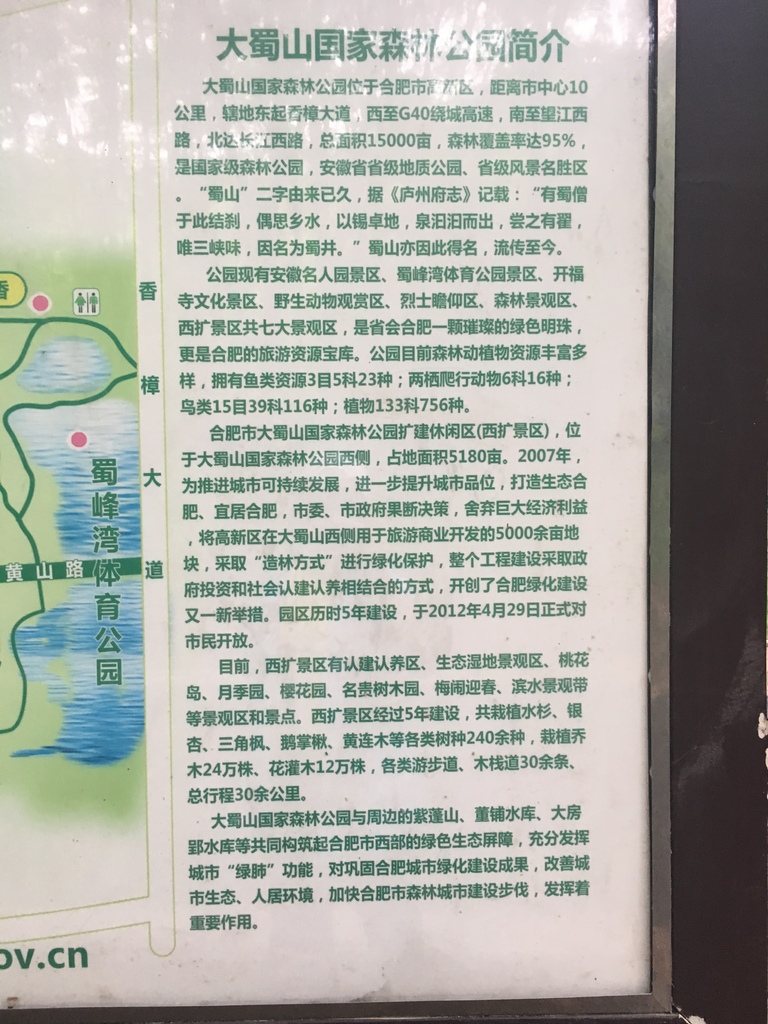 大蜀山国家森林公园简介
大蜀山国家森林公园位于合肥市高新区，距离市中心10
公里，辖地东起香樟大道，西至G40绕城高速，南至望江西
路，北达长江西路，总面积15000亩，森林覆盖率达95%，
是国家级森林公园，安徽省省级地质公园、省级风景名胜区
。“蜀山”二字由来已久，据《庐州府志》记载：“有蜀僧
于此结刹，偶思乡水，以锡卓地，泉汩汩而出，尝之有翟，
唯三峡味，因名为蜀井。”蜀山亦因此得名，流传至今。
公园现有安徽名人园景区、蜀峰湾体育公园景区、开福
寺文化景区、野生动物观赏区、烈士瞻仰区、森林景观区、
西扩景区共七大景观区，是省会合肥一颗璀璨的绿色明珠，
更是合肥的旅游资源宝库。公园目前森林动植物资源丰富多
样，拥有鱼类资源3目5科23种；两栖爬行动物6科16种；
鸟类15目39科116种；植物133科756种。
合肥市大蜀山国家森林公园扩建休闲区(西扩景区)，位
于大蜀山国家森林公园西侧，占地面积5180亩。2007年，
为推进城市可持续发展，进一步提升城市品位，打造生态合
肥、宜居合肥，市委、市政府果断决策，舍弃巨大经济利益
，将高新区在大蜀山西侧用于旅游商业开发的5000余亩地
块，采取“造林方式”进行绿化保护，整个工程建设采取政
府投资和社会认建认养相结合的方式，开创了合肥绿化建设
又一新举措。园区历时5年建设，于2012年4月29日正式对
市民开放。
目前，西扩景区有认建认养区、生态湿地景观区、桃花
岛、月季园、樱花园、名贵树木园、梅闹迎春、滨水景观带
等景观区和景点。西扩景区经过5年建设，共栽植水杉、银
杏、三角枫、鹅掌楸、黄连木等各类树种240余种，栽植乔
木24万株、花灌木12万株，各类游步道、木栈道30余条、
总行程30余公里。
大蜀山国家森林公园与周边的紫蓬山、董铺水库、大房
郢水库等共同构筑起合肥市西部的绿色生态屏障，充分发挥
城市“绿肺”功能，对巩固合肥城市绿化建设成果，改善城
市生态、人居环境，加快合肥市森林城市建设步伐，发挥着
重要作用。
香
香樟大道
蜀峰湾体育公园
黄山路
ov.cn